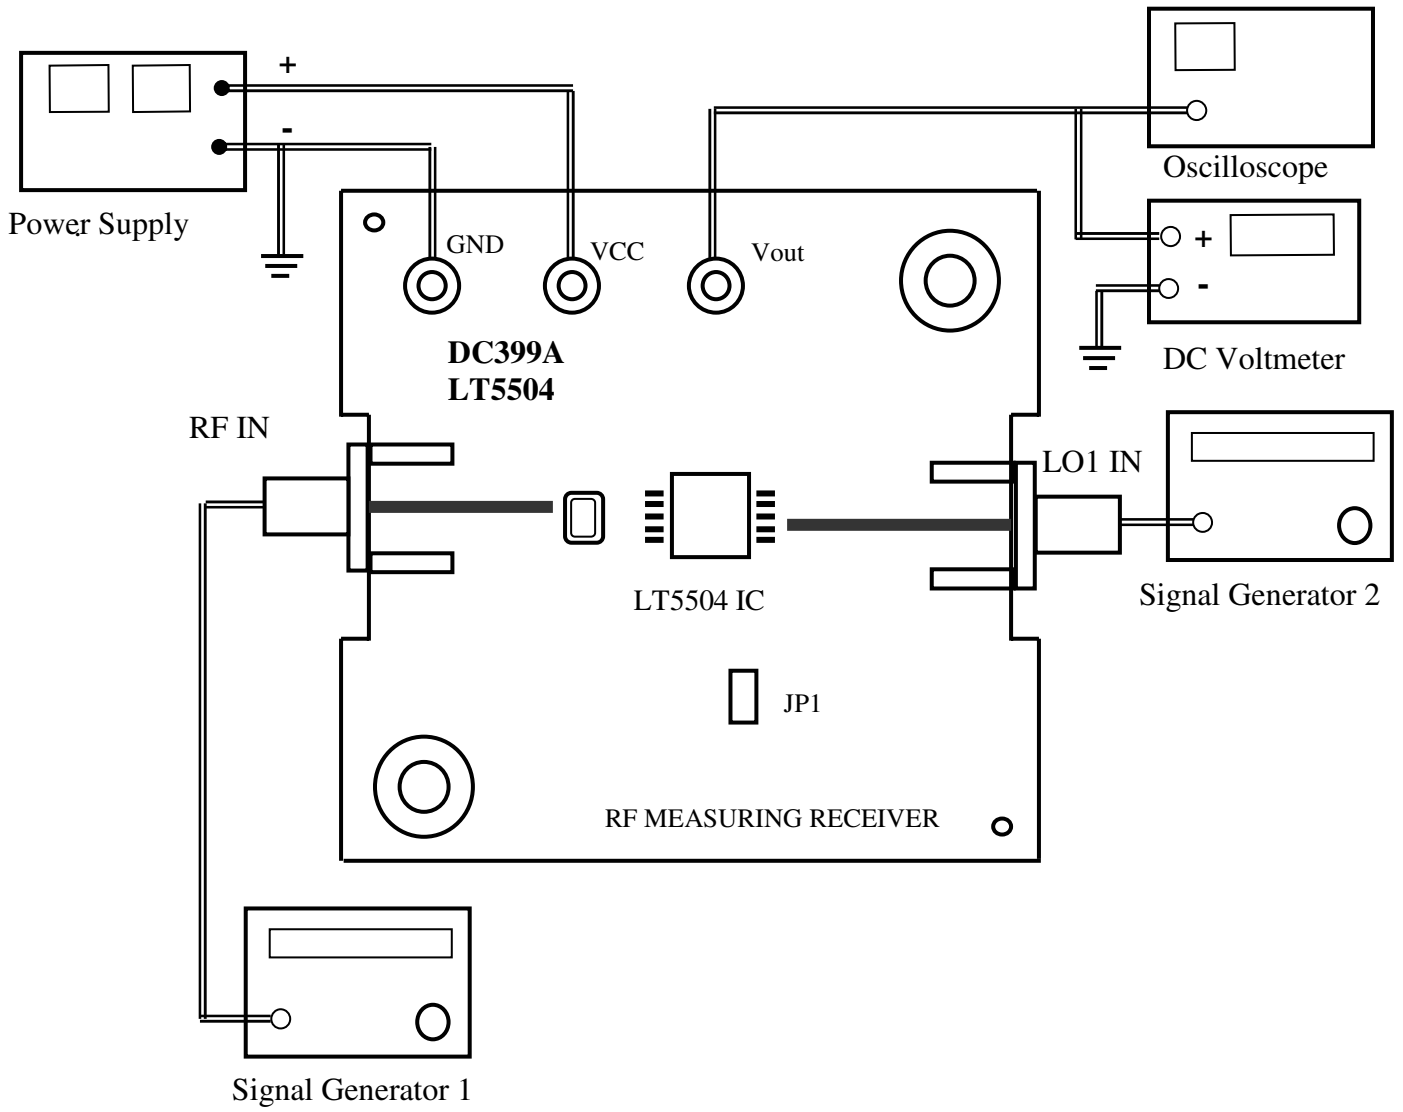 +
-
Power Supply
Oscilloscope
+
-
DC Voltmeter
GND
VCC
Vout
DC399A
LT5504
RF IN
LO1 IN
Signal Generator 2
LT5504 IC
JP1
RF MEASURING RECEIVER
Signal Generator 1